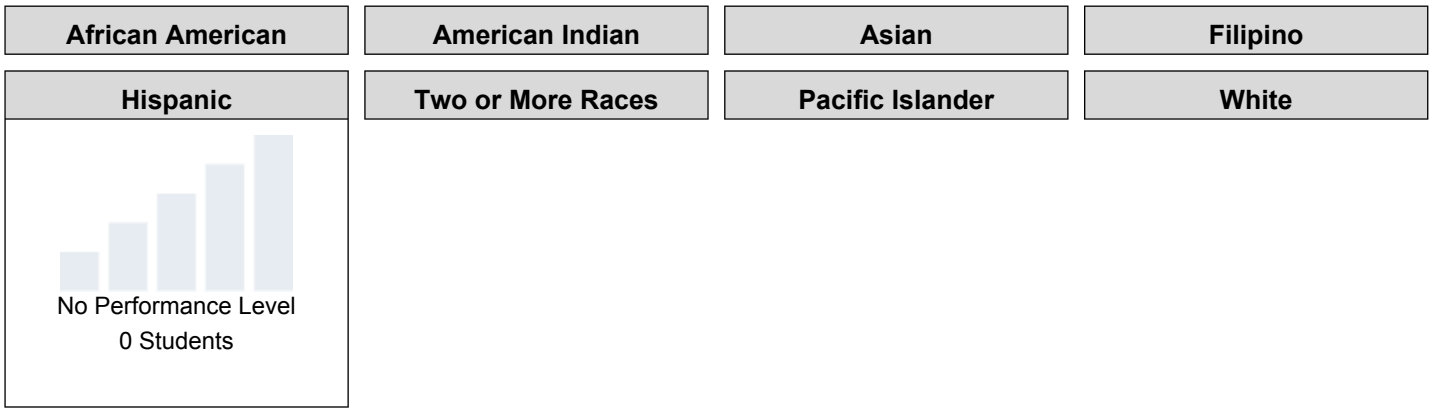 African American
American Indian
Asian
Filipino
Hispanic
Two or More Races
Pacific Islander
White
No Performance Level
0 Students